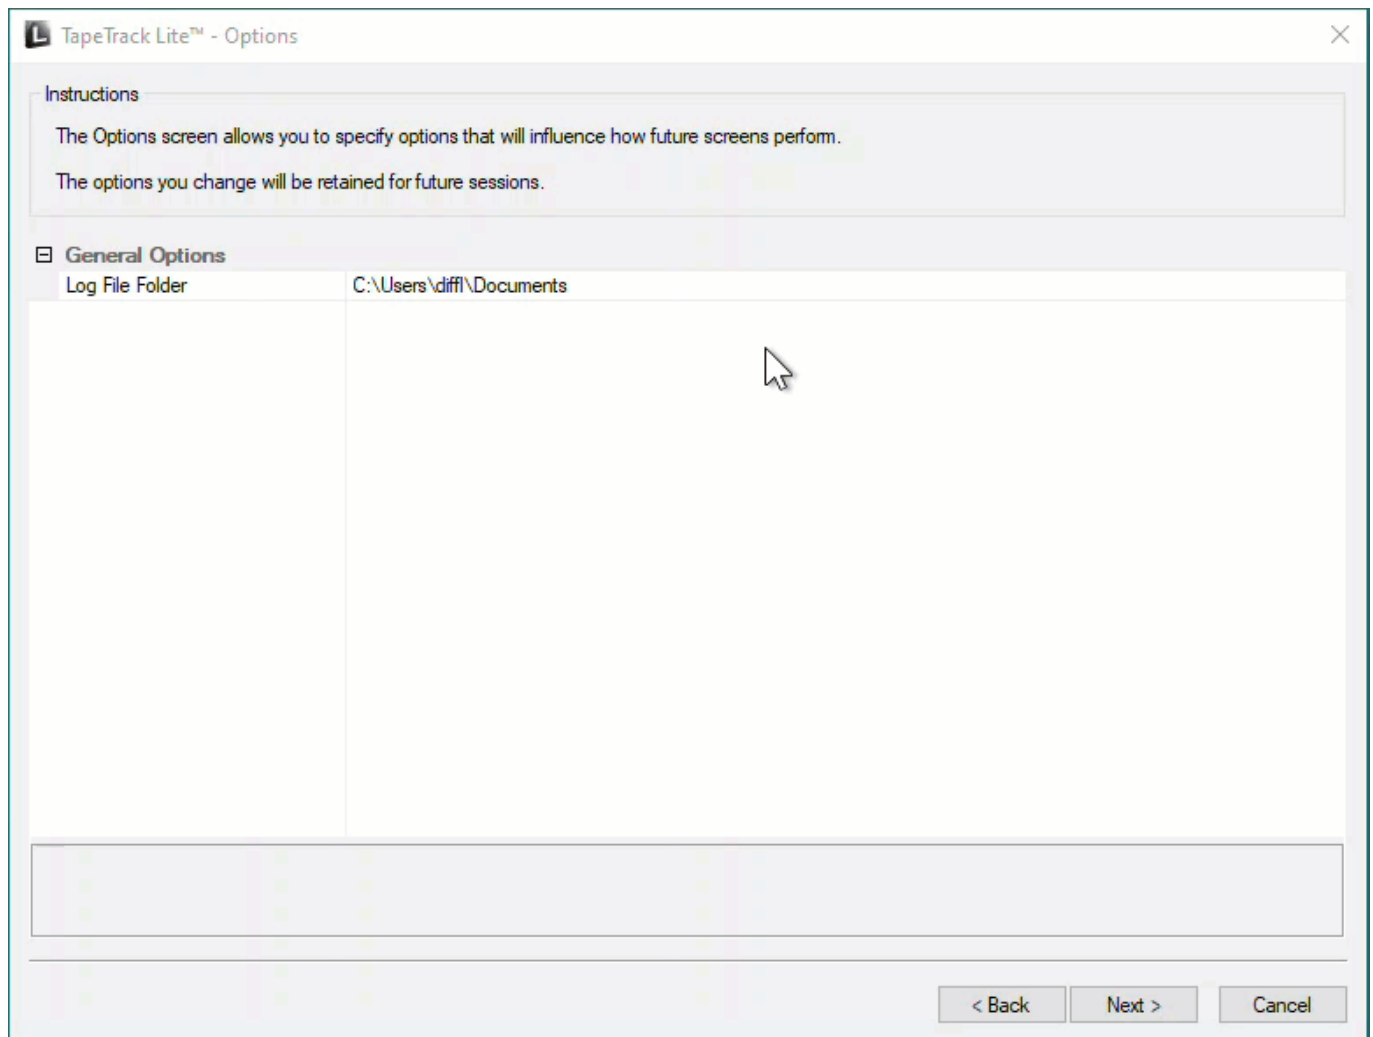 TapeTrack Lite™ - Options
Instructions
The Options screen allows you to specify options that will influence how future screens perform.
The options you change will be retained for future sessions.
General Options
Log File Folder C:\Users\diffl\Documents
< Back Next > Cancel